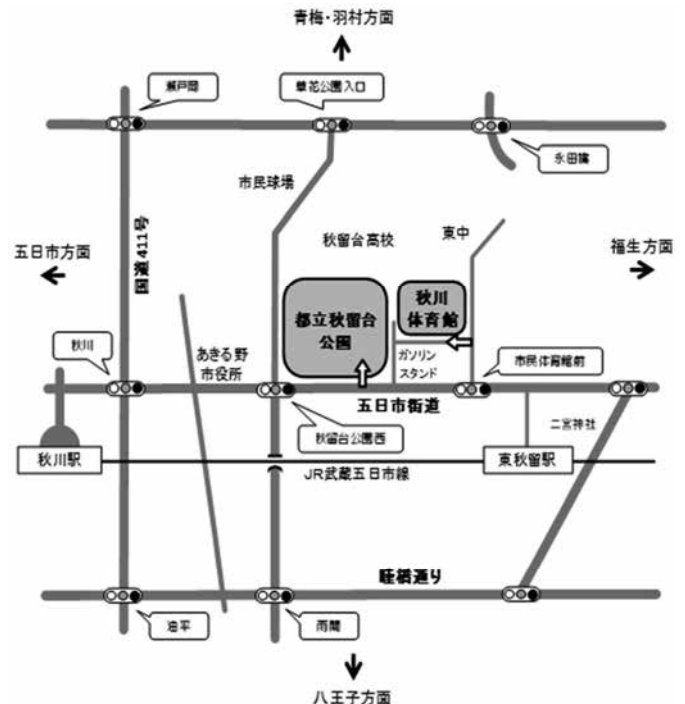 青梅・羽村方面
瀬戸岡
草花公園入口
永田橋
市民球場
国道411号
秋留台高校
東中
五日市方面
福生方面
都立秋留台
公園
秋川
体育館
秋川
あきる野
市役所
ガソリン
スタンド
市民体育館前
五日市街道
二宮神社
秋留台公園西
秋川駅
東秋留駅
JR武蔵五日市線
睦橋通り
油平
雨間
八王子方面